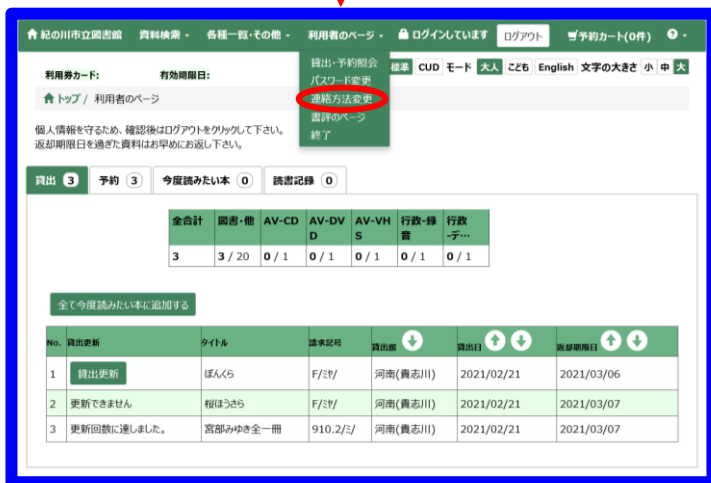 紀の川市立図書館 資料検索 各種一覧・その他 利用者のページ ログインしています ログアウト 予約カート(0件) ?
貸出・予約照会
パスワード変更
連絡方法変更
書評のページ
終了
標準 CUD モード 大人 こども English 文字の大きさ 小 中 大
利用券カード: 有効期限日:
トップ / 利用者のページ
個人情報を守るため、確認後はログアウトをクリックして下さい。
返却期限日を過ぎた資料はお早めにお返し下さい。
貸出 3 予約 3 今度読みたい本 0 読書記録 0
全合計 図書・他 AV-CD AV-DVD AV-VHS 行政-録音 行政-デ…
3 3 / 20 0 / 1 0 / 1 0 / 1 0 / 1 0 / 1
全て今度読みたい本に追加する
No. 貸出更新 タイトル 請求記号 貸出館 貸出日 返却期限日
1 貸出更新 ぼんくら F/ミヤ/ 河南(貴志川) 2021/02/21 2021/03/06
2 更新できません 桜ほうさら F/ミヤ/ 河南(貴志川) 2021/02/21 2021/03/07
3 更新回数に達しました。 宮部みゆき全一冊 910.2/ミ/ 河南(貴志川) 2021/02/21 2021/03/07